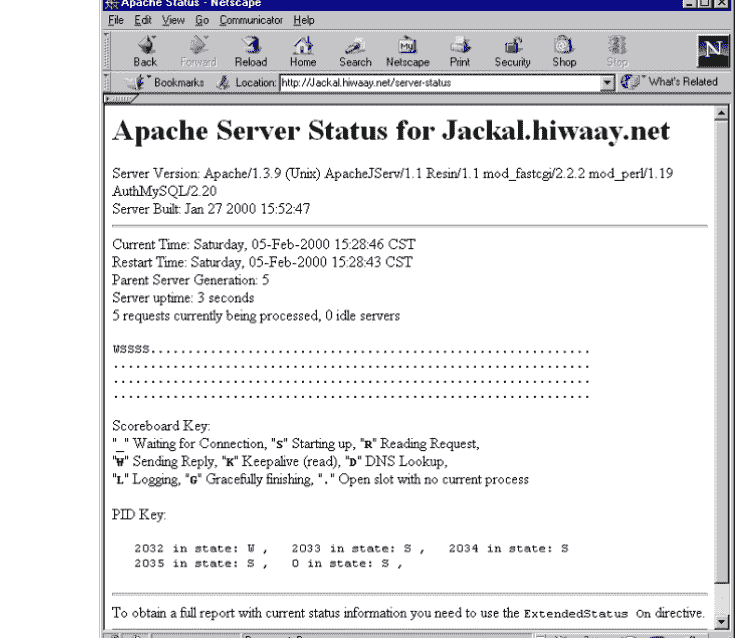 Apache Status - Netscape
File Edit View Go Communicator Help
Back Forward Reload Home Search Netscape Print Security Shop Stop
Bookmarks Location: http://Jackal.hiwaay.net/server-status What's Related
Apache Server Status for Jackal.hiwaay.net
Server Version: Apache/1.3.9 (Unix) ApacheJServ/1.1 Resin/1.1 mod_fastcgi/2.2.2 mod_perl/1.19
AuthMySQL/2.20
Server Built: Jan 27 2000 15:52:47
Current Time: Saturday, 05-Feb-2000 15:28:46 CST
Restart Time: Saturday, 05-Feb-2000 15:28:43 CST
Parent Server Generation: 5
Server uptime: 3 seconds
5 requests currently being processed, 0 idle servers
WSSSS...........................................................
................................................................
................................................................
................................................................
Scoreboard Key:
"_" Waiting for Connection, "S" Starting up, "R" Reading Request,
"W" Sending Reply, "K" Keepalive (read), "D" DNS Lookup,
"L" Logging, "G" Gracefully finishing, "." Open slot with no current process
PID Key:
2032 in state: W , 2033 in state: S , 2034 in state: S
2035 in state: S , 0 in state: S ,
To obtain a full report with current status information you need to use the ExtendedStatus On directive.